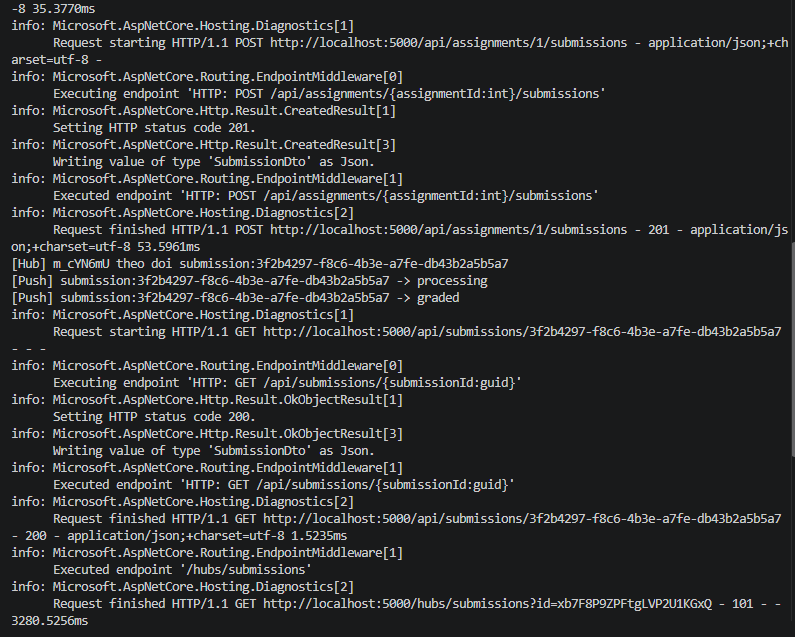 -8 35.3770ms
info: Microsoft.AspNetCore.Hosting.Diagnostics[1]
      Request starting HTTP/1.1 POST http://localhost:5000/api/assignments/1/submissions - application/json;+ch
arset=utf-8 -
info: Microsoft.AspNetCore.Routing.EndpointMiddleware[0]
      Executing endpoint 'HTTP: POST /api/assignments/{assignmentId:int}/submissions'
info: Microsoft.AspNetCore.Http.Result.CreatedResult[1]
      Setting HTTP status code 201.
info: Microsoft.AspNetCore.Http.Result.CreatedResult[3]
      Writing value of type 'SubmissionDto' as Json.
info: Microsoft.AspNetCore.Routing.EndpointMiddleware[1]
      Executed endpoint 'HTTP: POST /api/assignments/{assignmentId:int}/submissions'
info: Microsoft.AspNetCore.Hosting.Diagnostics[2]
      Request finished HTTP/1.1 POST http://localhost:5000/api/assignments/1/submissions - 201 - application/js
on;+charset=utf-8 53.5961ms
[Hub] m_cYN6mU theo doi submission:3f2b4297-f8c6-4b3e-a7fe-db43b2a5b5a7
[Push] submission:3f2b4297-f8c6-4b3e-a7fe-db43b2a5b5a7 -> processing
[Push] submission:3f2b4297-f8c6-4b3e-a7fe-db43b2a5b5a7 -> graded
info: Microsoft.AspNetCore.Hosting.Diagnostics[1]
      Request starting HTTP/1.1 GET http://localhost:5000/api/submissions/3f2b4297-f8c6-4b3e-a7fe-db43b2a5b5a7
- - -
info: Microsoft.AspNetCore.Routing.EndpointMiddleware[0]
      Executing endpoint 'HTTP: GET /api/submissions/{submissionId:guid}'
info: Microsoft.AspNetCore.Http.Result.OkObjectResult[1]
      Setting HTTP status code 200.
info: Microsoft.AspNetCore.Http.Result.OkObjectResult[3]
      Writing value of type 'SubmissionDto' as Json.
info: Microsoft.AspNetCore.Routing.EndpointMiddleware[1]
      Executed endpoint 'HTTP: GET /api/submissions/{submissionId:guid}'
info: Microsoft.AspNetCore.Hosting.Diagnostics[2]
      Request finished HTTP/1.1 GET http://localhost:5000/api/submissions/3f2b4297-f8c6-4b3e-a7fe-db43b2a5b5a7
- 200 - application/json;+charset=utf-8 1.5235ms
info: Microsoft.AspNetCore.Routing.EndpointMiddleware[1]
      Executed endpoint '/hubs/submissions'
info: Microsoft.AspNetCore.Hosting.Diagnostics[2]
      Request finished HTTP/1.1 GET http://localhost:5000/hubs/submissions?id=xb7F8P9ZPFtgLVP2U1KGxQ - 101 - -
3280.5256ms